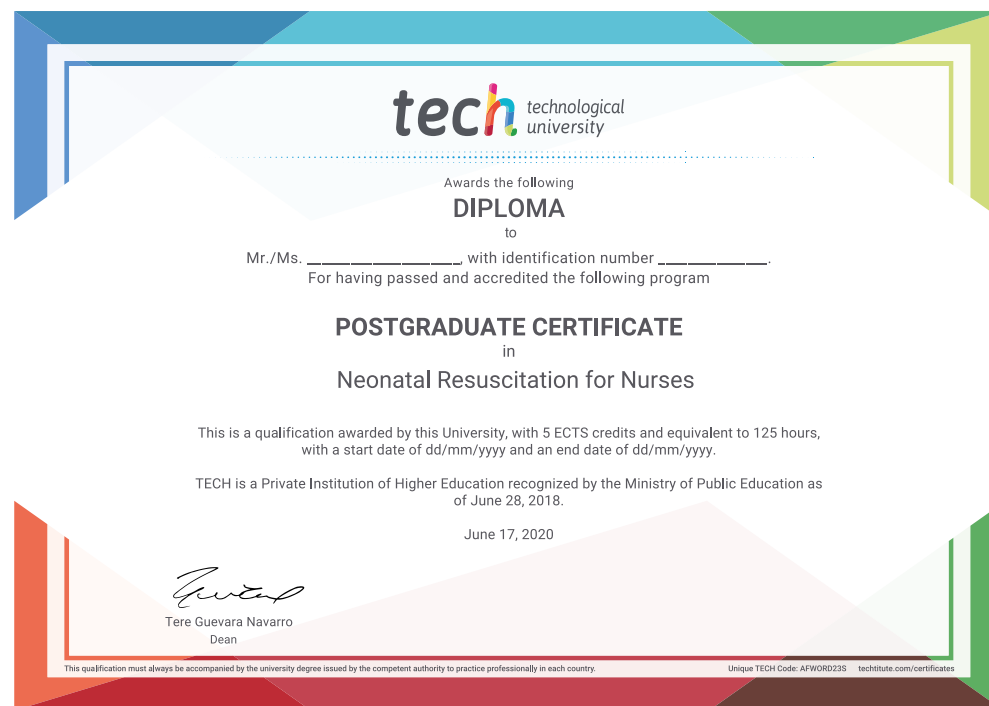 tech technological
university
Awards the following
DIPLOMA
to
Mr./Ms. ____________________, with identification number ______________.
For having passed and accredited the following program
POSTGRADUATE CERTIFICATE
in
Neonatal Resuscitation for Nurses
This is a qualification awarded by this University, with 5 ECTS credits and equivalent to 125 hours,
with a start date of dd/mm/yyyy and an end date of dd/mm/yyyy.
TECH is a Private Institution of Higher Education recognized by the Ministry of Public Education as
of June 28, 2018.
June 17, 2020
Tere Guevara Navarro
Dean
This qualification must always be accompanied by the university degree issued by the competent authority to practice professionally in each country.
Unique TECH Code: AFWORD23S techtitute.com/certificates